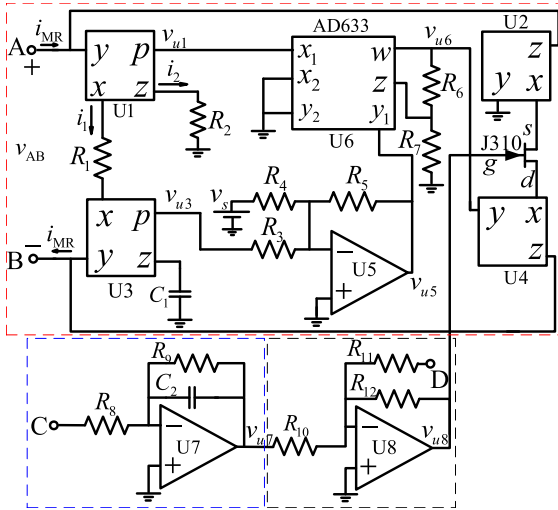 AD633
U2
A
+
i_MR
y
p
x
z
U1
v_u1
i_2
i_1
R_1
R_2
x_1
x_2
y_2
w
z
y_1
U6
v_u6
R_6
R_7
z
y
x
s
J310
g
d
v_AB
B
−
i_MR
x
p
y
z
U3
v_u3
C_1
v_s
R_4
R_5
R_3
−
+
U5
v_u5
y
x
z
U4
C
R_8
R_9
C_2
−
+
U7
v_u7
R_10
R_11
D
R_12
−
+
U8
v_u8